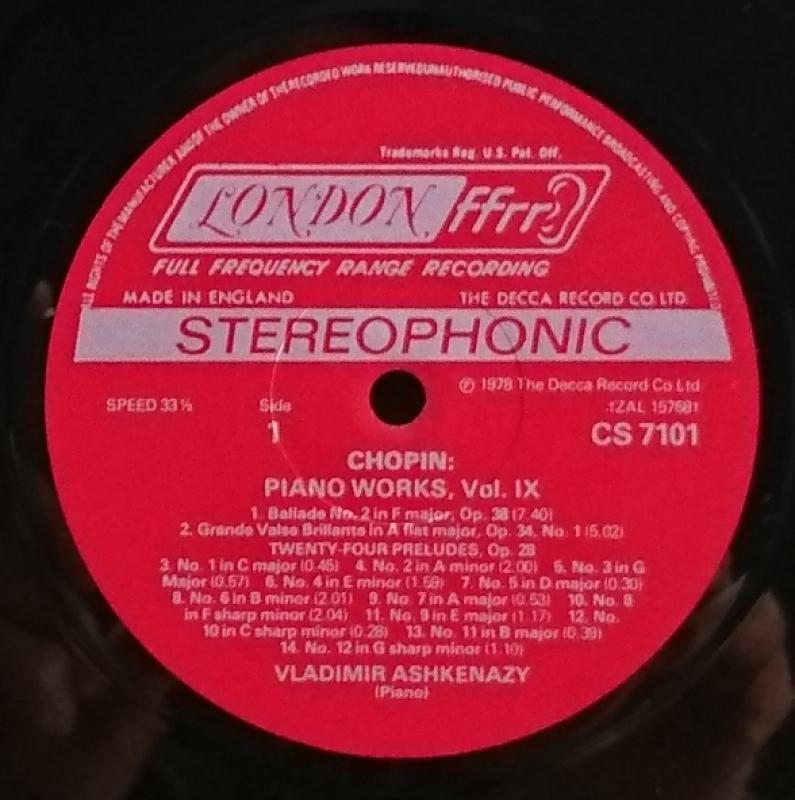 ALL RIGHTS OF THE MANUFACTURER AND OF THE OWNER OF THE RECORDED WORK RESERVED UNAUTHORISED PUBLIC PERFORMANCE BROADCASTING AND COPYING PROHIBITED
Trademarks Reg. U.S. Pat. Off.
LONDON ffrr
FULL FREQUENCY RANGE RECORDING
MADE IN ENGLAND THE DECCA RECORD CO. LTD.
STEREOPHONIC
℗ 1978 The Decca Record Co Ltd
SPEED 33⅓ Side ZAL 15768
1 CS 7101
CHOPIN:
PIANO WORKS, Vol. IX
1. Ballade No. 2 in F major, Op. 38 (7.40)
2. Grande Valse Brillante in A flat major, Op. 34, No. 1 (5.02)
TWENTY-FOUR PRELUDES, Op. 28
3. No. 1 in C major (0.45) 4. No. 2 in A minor (2.00) 5. No. 3 in G
Major (0.57) 6. No. 4 in E minor (1.59) 7. No. 5 in D major (0.30)
8. No. 6 in B minor (2.01) 9. No. 7 in A major (0.53) 10. No. 8
in F sharp minor (2.04) 11. No. 9 in E major (1.17) 12. No.
10 in C sharp minor (0.28) 13. No. 11 in B major (0.39)
14. No. 12 in G sharp minor (1.10)
VLADIMIR ASHKENAZY
(Piano)